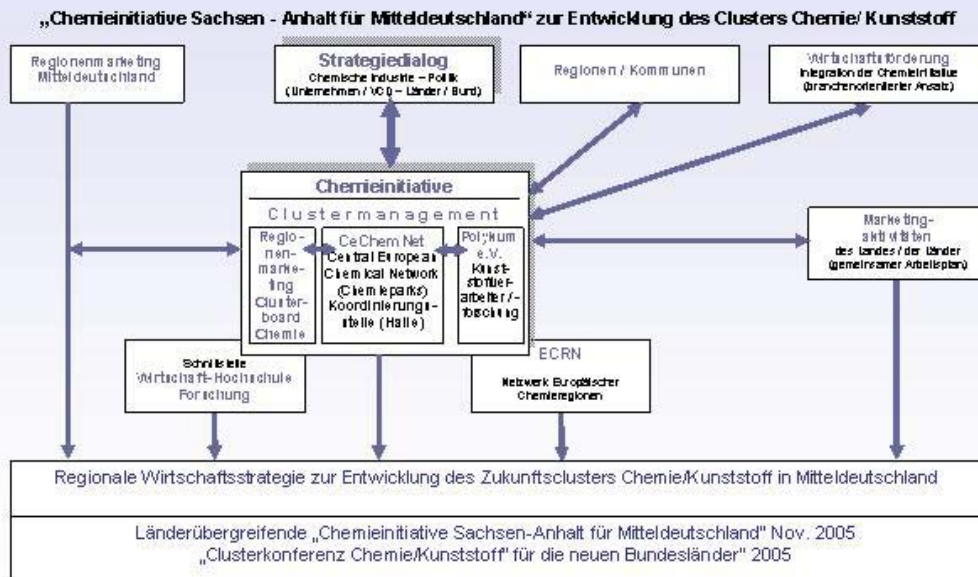 „Chemieinitiative Sachsen - Anhalt für Mitteldeutschland“ zur Entwicklung des Clusters Chemie/ Kunststoff
Regionenmarketing
Mitteldeutschland
Strategiedialog
Chemische Industrie – Politik
(Unternehmen / VCD – Länder / Bund)
Regionen / Kommunen
Wirtschaftsförderung
Integration der Chemieinitiative
(branchenorientierter Ansatz)
Chemieinitiative
Clustermanagement
Regio-
nen-
marke-
ting
Cluster-
board
Chemie
CeChemNet
Central European
Chemical Network
(Chemieparks)
Koordinierungs-
stelle (Halle)
Polykum
e.V.
Kunst-
stoffver-
arbeiter / -
forschung
Marketing-
aktivitäten
des Landes / der Länder
(gemeinsamer Arbeitsplan)
Schnittstelle
Wirtschaft-Hochschule
Forschung
ECRN
Netzwerk Europäischer
Chemieregionen
Regionale Wirtschaftsstrategie zur Entwicklung des Zukunftsclusters Chemie/Kunststoff in Mitteldeutschland
Länderübergreifende „Chemieinitiative Sachsen-Anhalt für Mitteldeutschland" Nov. 2005
„Clusterkonferenz Chemie/Kunststoff" für die neuen Bundesländer" 2005